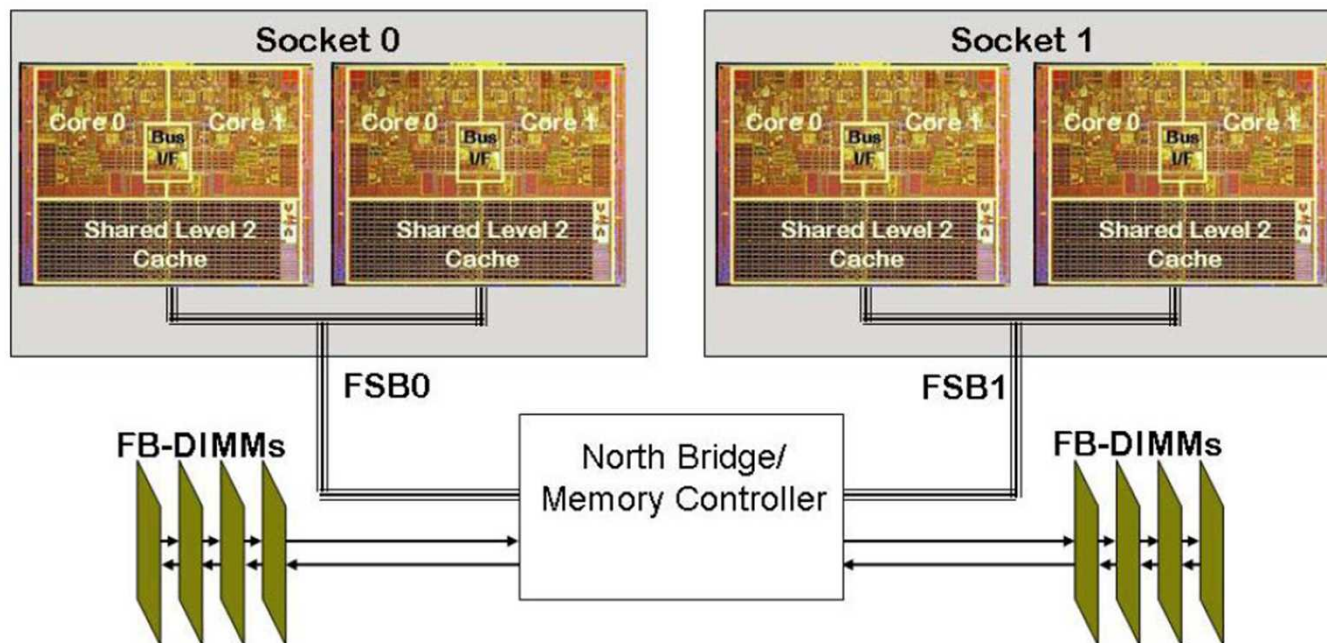 Socket 0
Socket 1
Core 0 Core 1
Bus
I/F
Shared Level 2
Cache
Core 0 Core 1
Bus
I/F
Shared Level 2
Cache
Core 0 Core 1
Bus
I/F
Shared Level 2
Cache
Core 0 Core 1
Bus
I/F
Shared Level 2
Cache
FSB0
FSB1
FB-DIMMs
North Bridge/
Memory Controller
FB-DIMMs